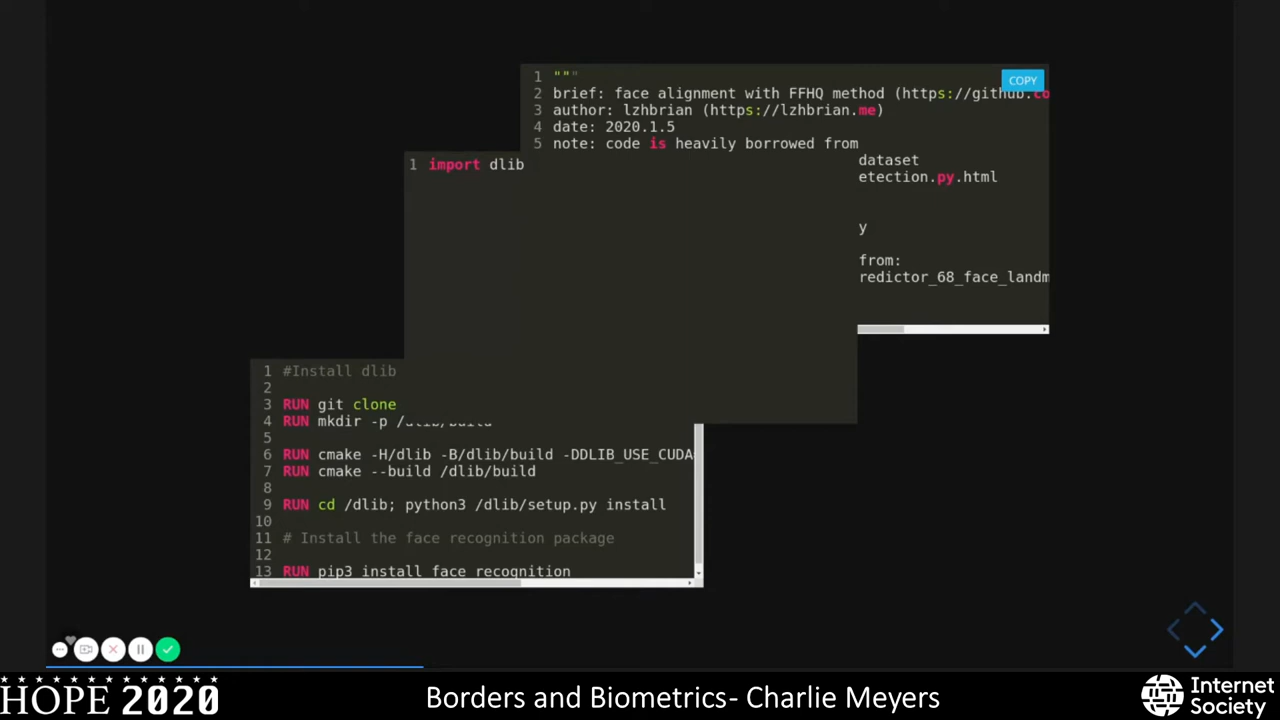 1 """
COPY
2 brief: face alignment with FFHQ method (https://github.co
3 author: lzhbrian (https://lzhbrian.me)
4 date: 2020.1.5
5 note: code is heavily borrowed from
dataset
etection.py.html
y
from:
redictor_68_face_landm
1 import dlib
1 #Install dlib
2
3 RUN git clone
4 RUN mkdir -p /dlib/build
5
6 RUN cmake -H/dlib -B/dlib/build -DDLIB_USE_CUDA
7 RUN cmake --build /dlib/build
8
9 RUN cd /dlib; python3 /dlib/setup.py install
10
11 # Install the face recognition package
12
13 RUN pip3 install face_recognition
HOPE 2020
Borders and Biometrics- Charlie Meyers
Internet
Society